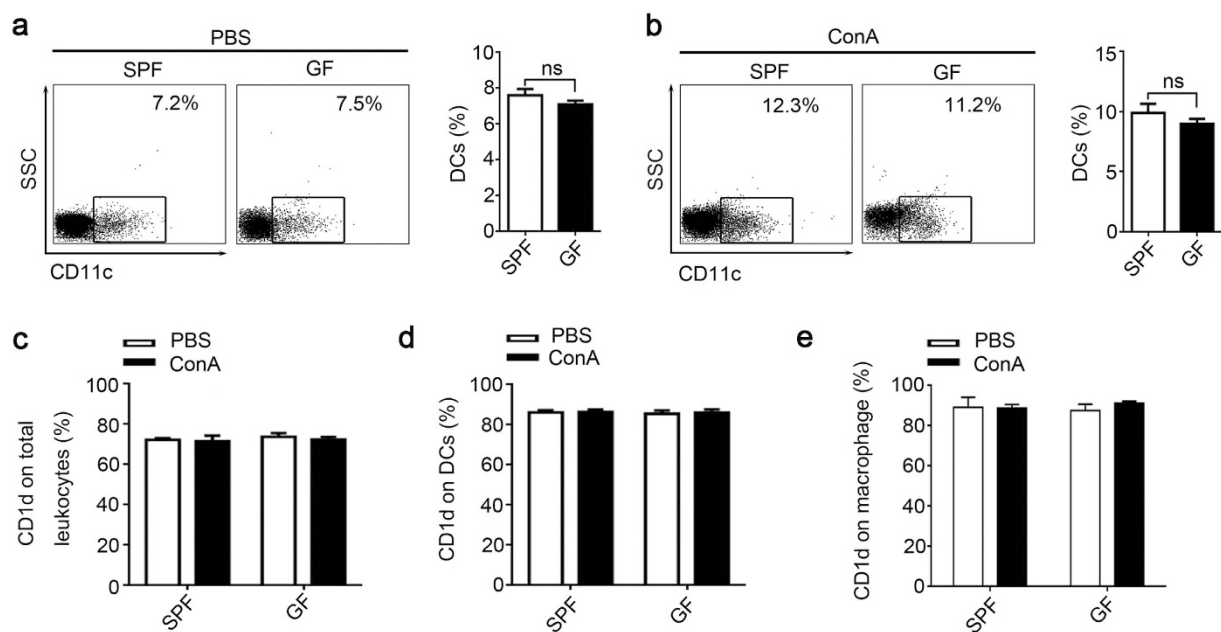 a
PBS
SPF
GF
7.2%
7.5%
SSC
CD11c
DCs (%)
10
8
6
4
2
0
ns
SPF
GF
b
ConA
SPF
GF
12.3%
11.2%
SSC
CD11c
DCs (%)
15
10
5
0
ns
SPF
GF
c
PBS
ConA
CD1d on total
leukocytes (%)
100
80
60
40
20
0
SPF
GF
d
PBS
ConA
CD1d on DCs (%)
100
80
60
40
20
0
SPF
GF
e
PBS
ConA
CD1d on macrophage (%)
100
80
60
40
20
0
SPF
GF